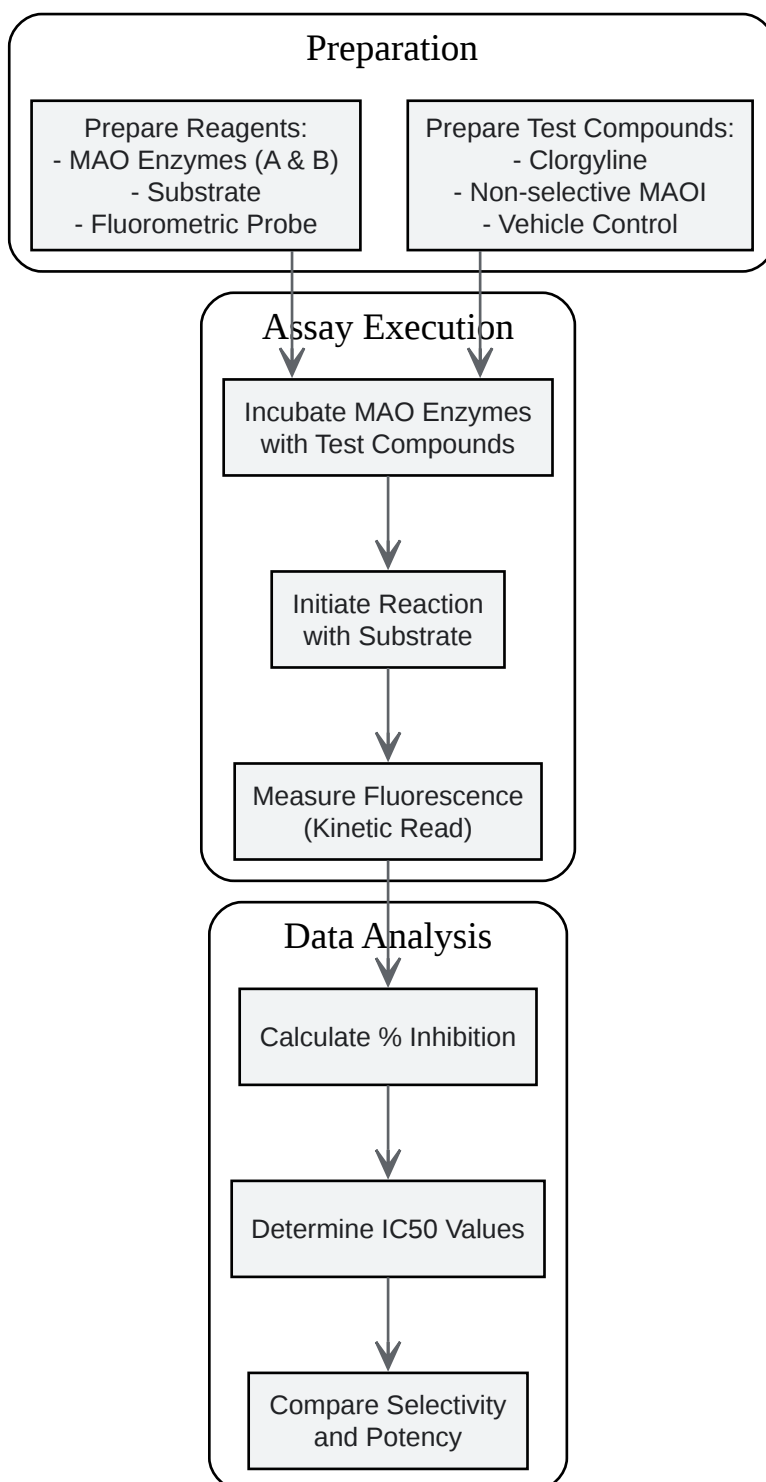 Preparation
Prepare Reagents:
- MAO Enzymes (A & B)
- Substrate
- Fluorometric Probe
Prepare Test Compounds:
- Clorgyline
- Non-selective MAOI
- Vehicle Control
Assay Execution
Incubate MAO Enzymes
with Test Compounds
Initiate Reaction
with Substrate
Measure Fluorescence
(Kinetic Read)
Data Analysis
Calculate % Inhibition
Determine IC50 Values
Compare Selectivity
and Potency